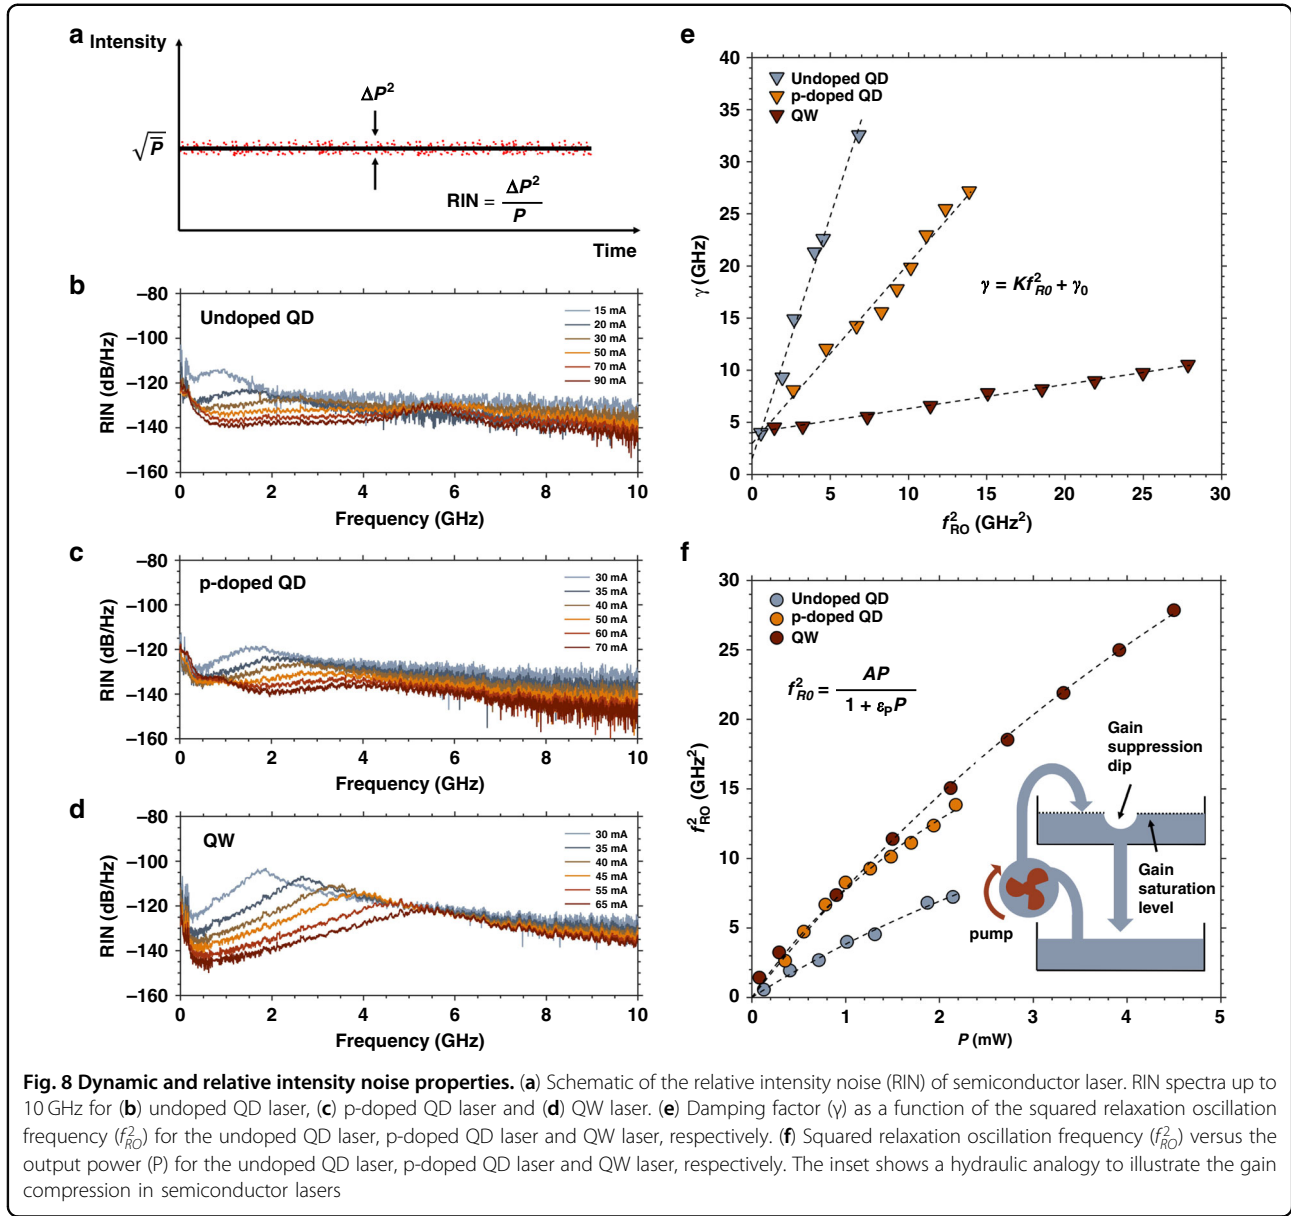 a
Intensity
ΔP²
√P̅
RIN = ΔP² / P
Time
b
Undoped QD
RIN (dB/Hz)
−80
−100
−120
−140
−160
15 mA
20 mA
30 mA
50 mA
70 mA
90 mA
0 2 4 6 8 10
Frequency (GHz)
c
p-doped QD
RIN (dB/Hz)
−80
−100
−120
−140
−160
30 mA
35 mA
40 mA
50 mA
60 mA
70 mA
0 2 4 6 8 10
Frequency (GHz)
d
QW
RIN (dB/Hz)
−80
−100
−120
−140
−160
30 mA
35 mA
40 mA
45 mA
55 mA
65 mA
0 2 4 6 8 10
Frequency (GHz)
e
γ (GHz)
40
35
30
25
20
15
10
5
0
Undoped QD
p-doped QD
QW
γ = Kf²R0 + γ0
0 5 10 15 20 25 30
f²RO (GHz²)
f
f²RO (GHz²)
30
25
20
15
10
5
0
Undoped QD
p-doped QD
QW
f²R0 = AP / 1 + εPP
Gain
suppression
dip
Gain
saturation
level
pump
0 1 2 3 4 5
P (mW)
Fig. 8 Dynamic and relative intensity noise properties. (a) Schematic of the relative intensity noise (RIN) of semiconductor laser. RIN spectra up to
10 GHz for (b) undoped QD laser, (c) p-doped QD laser and (d) QW laser. (e) Damping factor (γ) as a function of the squared relaxation oscillation
frequency (f²RO) for the undoped QD laser, p-doped QD laser and QW laser, respectively. (f) Squared relaxation oscillation frequency (f²RO) versus the
output power (P) for the undoped QD laser, p-doped QD laser and QW laser, respectively. The inset shows a hydraulic analogy to illustrate the gain
compression in semiconductor lasers